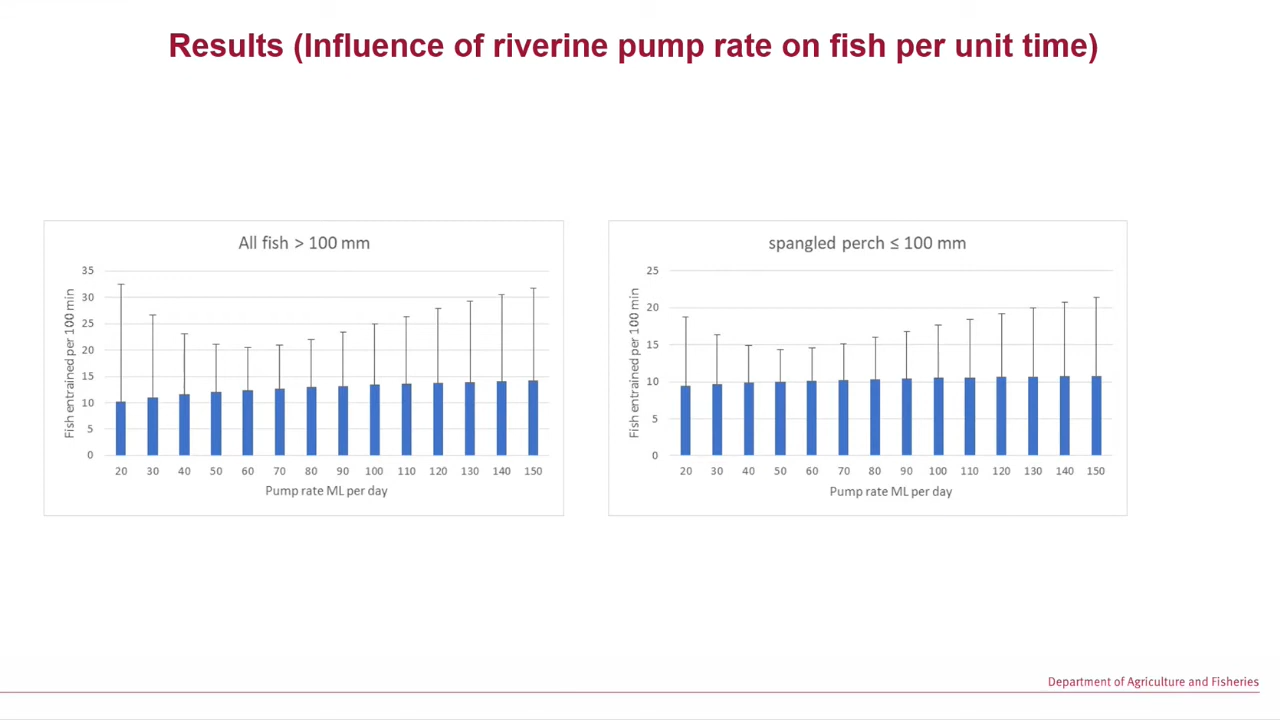 Results (Influence of riverine pump rate on fish per unit time)
All fish > 100 mm
Fish entrained per 100 min
35
30
25
20
15
10
5
0
20 30 40 50 60 70 80 90 100 110 120 130 140 150
Pump rate ML per day
spangled perch ≤ 100 mm
Fish entrained per 100 min
25
20
15
10
5
0
20 30 40 50 60 70 80 90 100 110 120 130 140 150
Pump rate ML per day
Department of Agriculture and Fisheries